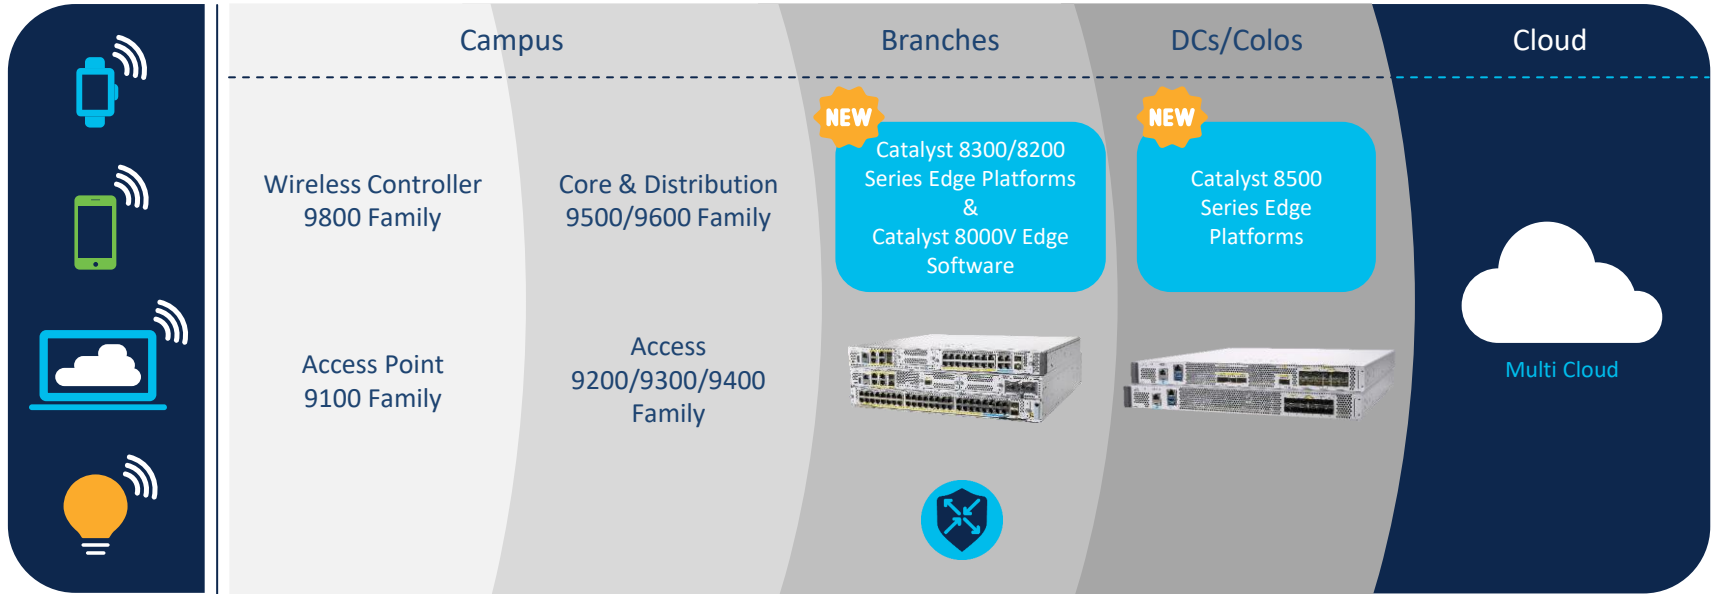 Campus
Branches
DCs/Colos
Cloud
Wireless Controller
9800 Family
Core & Distribution
9500/9600 Family
NEW
Catalyst 8300/8200
Series Edge Platforms
&
Catalyst 8000V Edge
Software
NEW
Catalyst 8500
Series Edge
Platforms
Access Point
9100 Family
Access
9200/9300/9400
Family
Multi Cloud